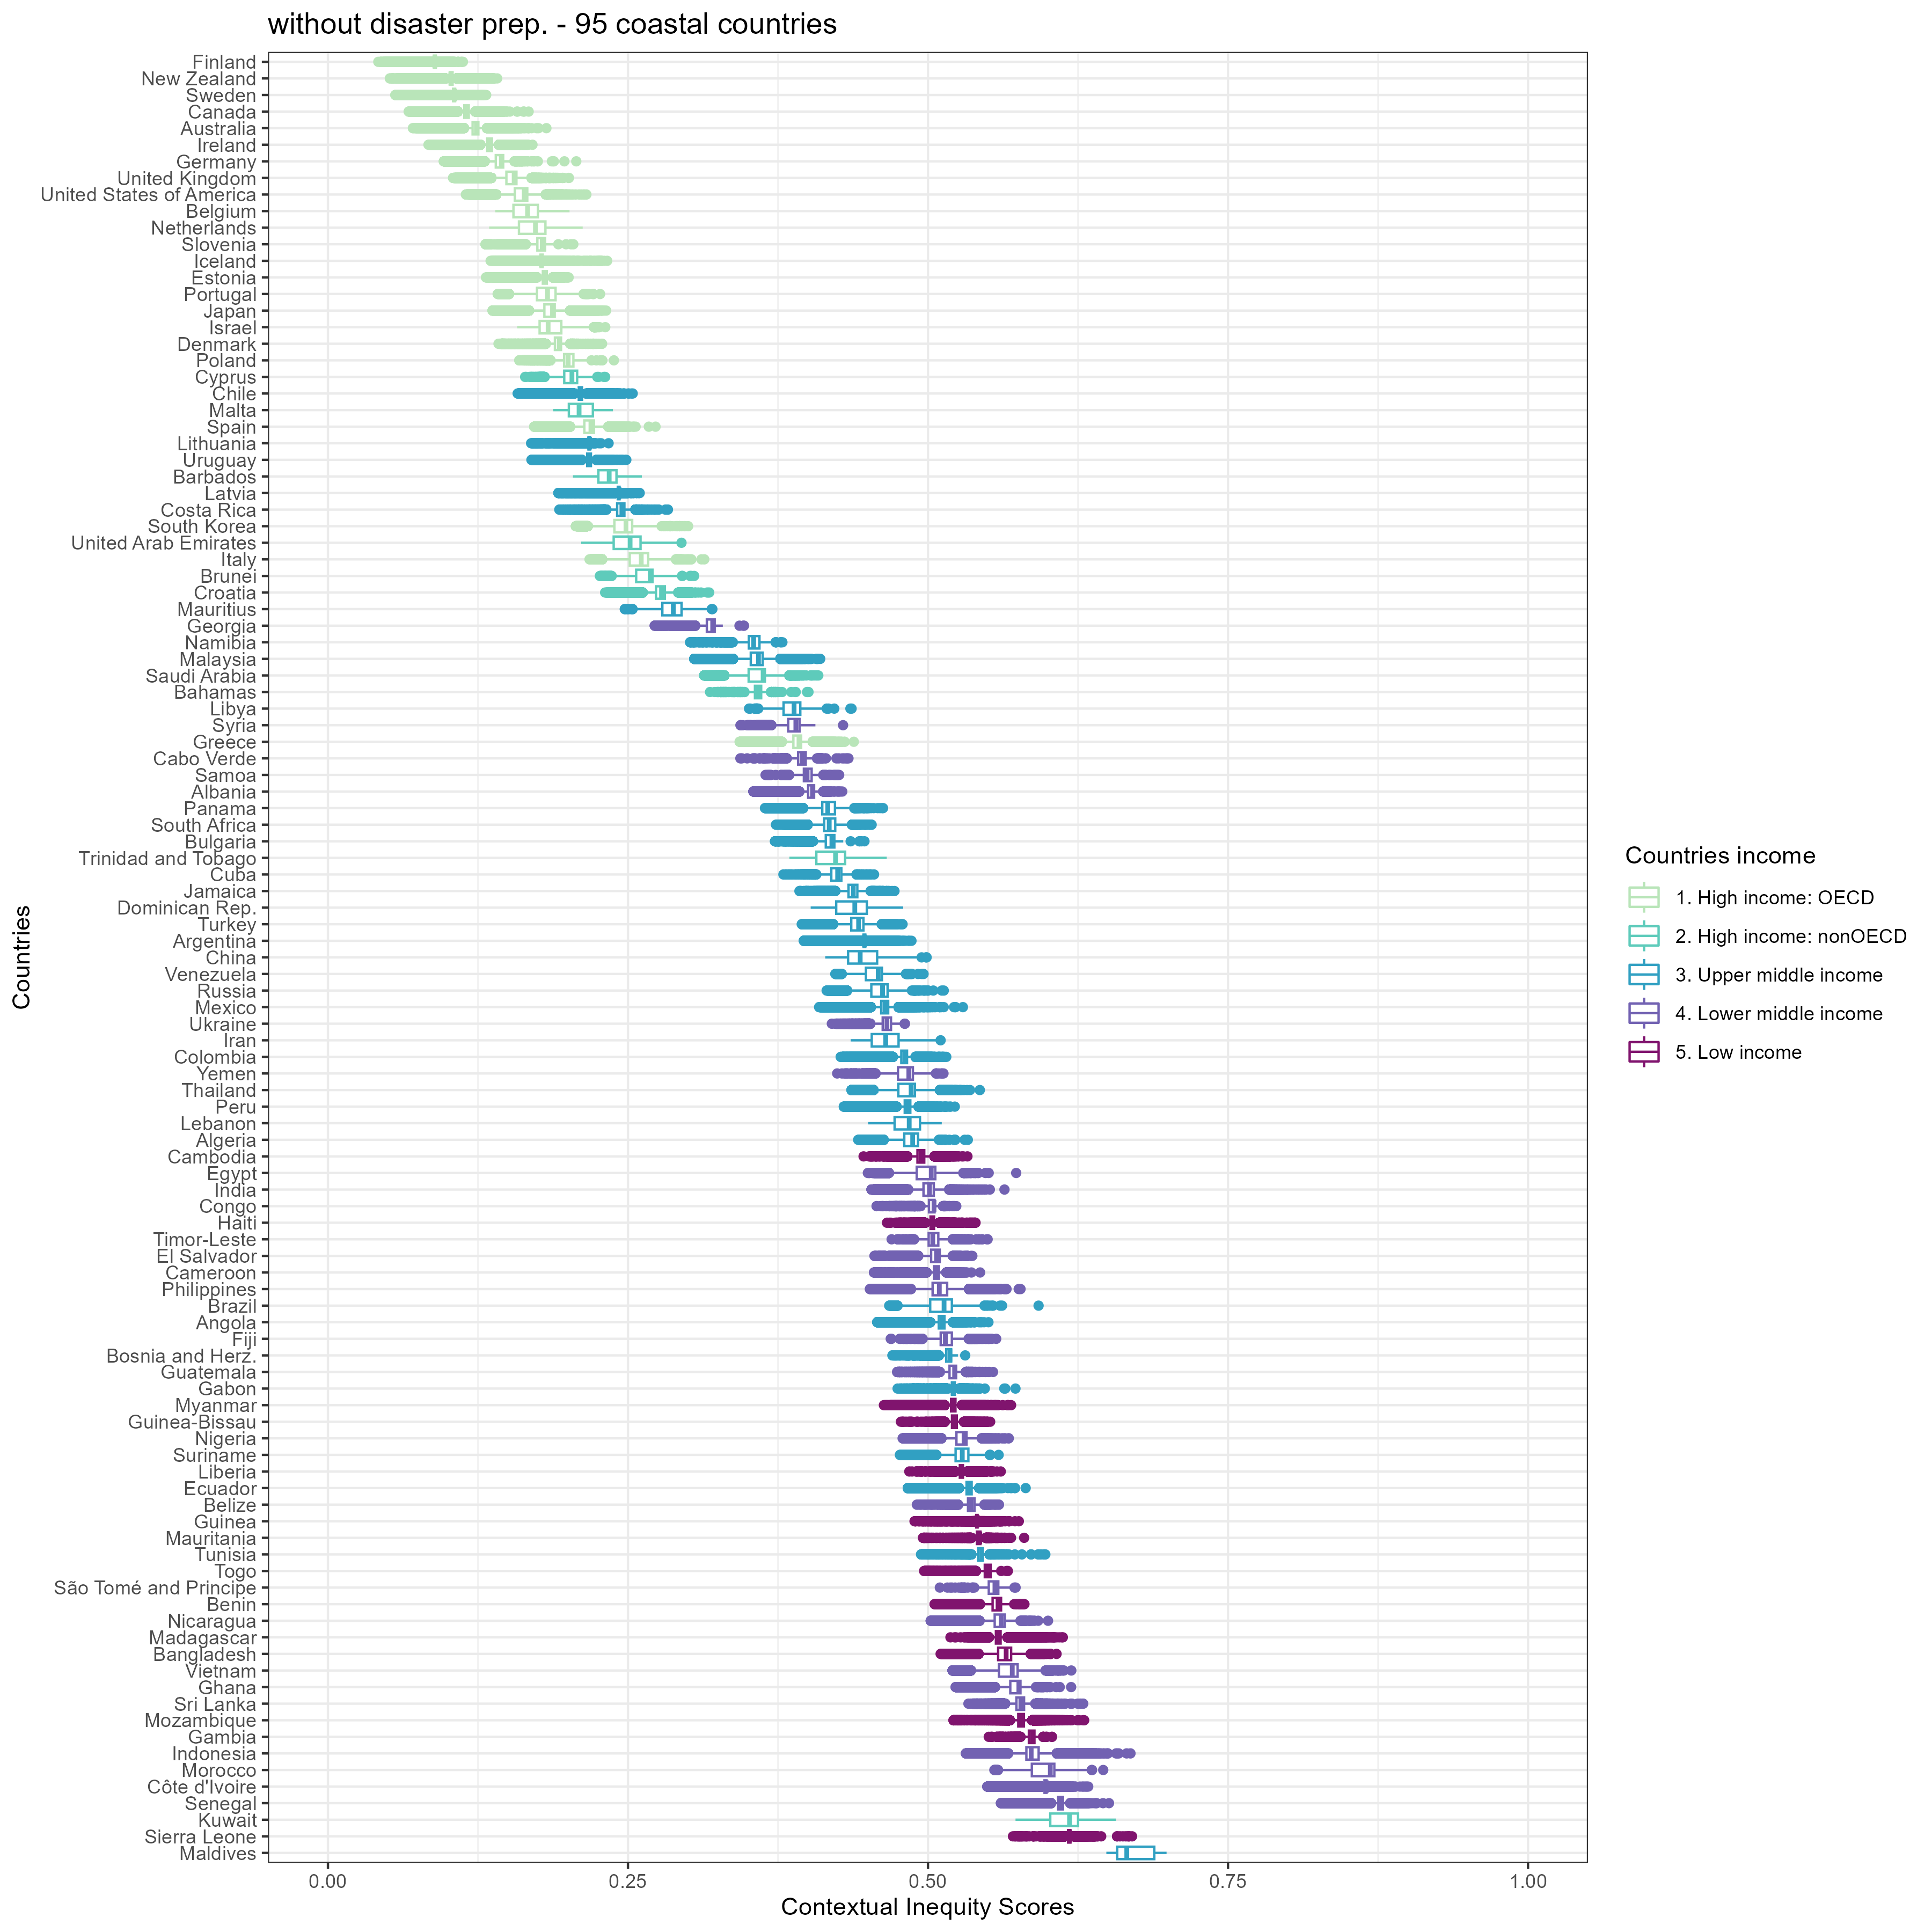 without disaster prep. - 95 coastal countries
Finland
New Zealand
Sweden
Canada
Australia
Ireland
Germany
United Kingdom
United States of America
Belgium
Netherlands
Slovenia
Iceland
Estonia
Portugal
Japan
Israel
Denmark
Poland
Cyprus
Chile
Malta
Spain
Lithuania
Uruguay
Barbados
Latvia
Costa Rica
South Korea
United Arab Emirates
Italy
Brunei
Croatia
Mauritius
Georgia
Namibia
Malaysia
Saudi Arabia
Bahamas
Libya
Syria
Greece
Cabo Verde
Samoa
Albania
Panama
South Africa
Bulgaria
Trinidad and Tobago
Cuba
Jamaica
Dominican Rep.
Turkey
Argentina
China
Venezuela
Russia
Mexico
Ukraine
Iran
Colombia
Yemen
Thailand
Peru
Lebanon
Algeria
Cambodia
Egypt
India
Congo
Haiti
Timor-Leste
El Salvador
Cameroon
Philippines
Brazil
Angola
Fiji
Bosnia and Herz.
Guatemala
Gabon
Myanmar
Guinea-Bissau
Nigeria
Suriname
Liberia
Ecuador
Belize
Guinea
Mauritania
Tunisia
Togo
São Tomé and Principe
Benin
Nicaragua
Madagascar
Bangladesh
Vietnam
Ghana
Sri Lanka
Mozambique
Gambia
Indonesia
Morocco
Côte d'Ivoire
Senegal
Kuwait
Sierra Leone
Maldives
Countries
0.00 0.25 0.50 0.75 1.00
Contextual Inequity Scores
Countries income
1. High income: OECD
2. High income: nonOECD
3. Upper middle income
4. Lower middle income
5. Low income